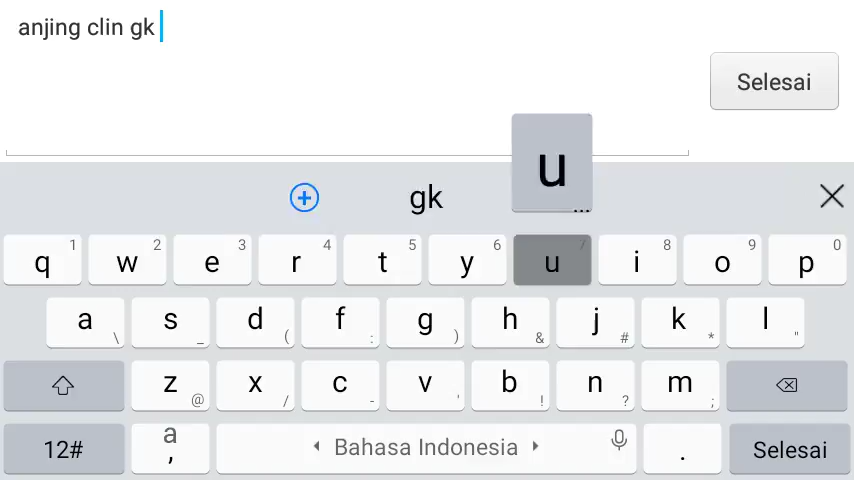 anjing clin gk
Selesai
u
gk
...
q 1 w 2 e 3 r 4 t 5 y 6 u 7 i 8 o 9 p 0
a \ s _ d ( f : g ) h & j # k * l "
z @ x / c - v ' b ! n ? m ;
12# a , Bahasa Indonesia . Selesai